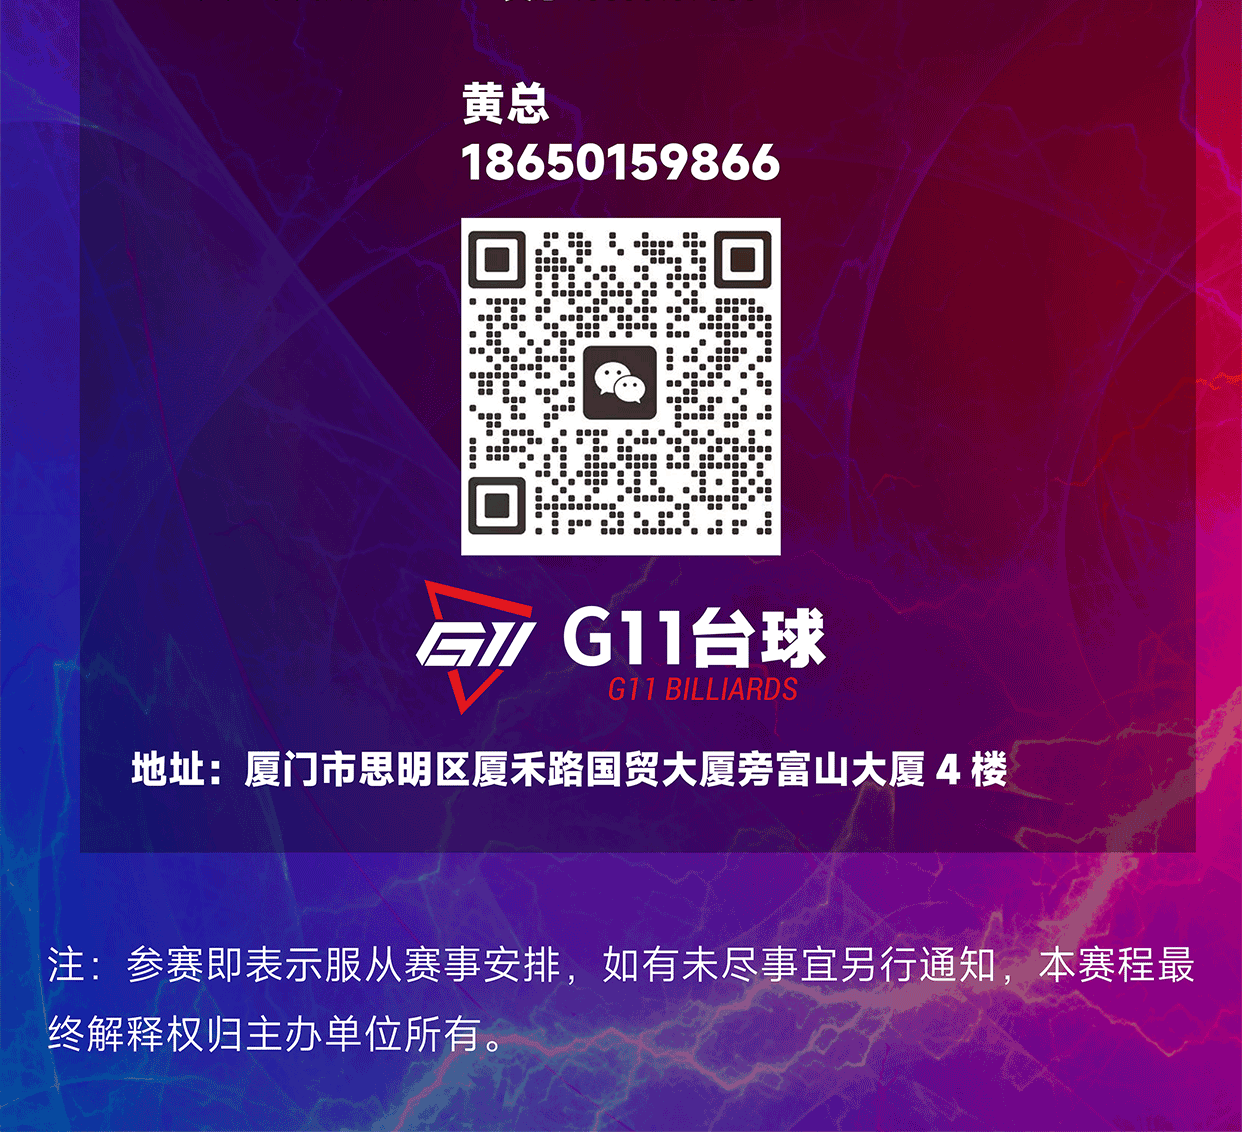 黄总
18650159866
G11
G11台球
G11 BILLIARDS
地址：厦门市思明区厦禾路国贸大厦旁富山大厦 4 楼
注：参赛即表示服从赛事安排，如有未尽事宜另行通知，本赛程最
终解释权归主办单位所有。